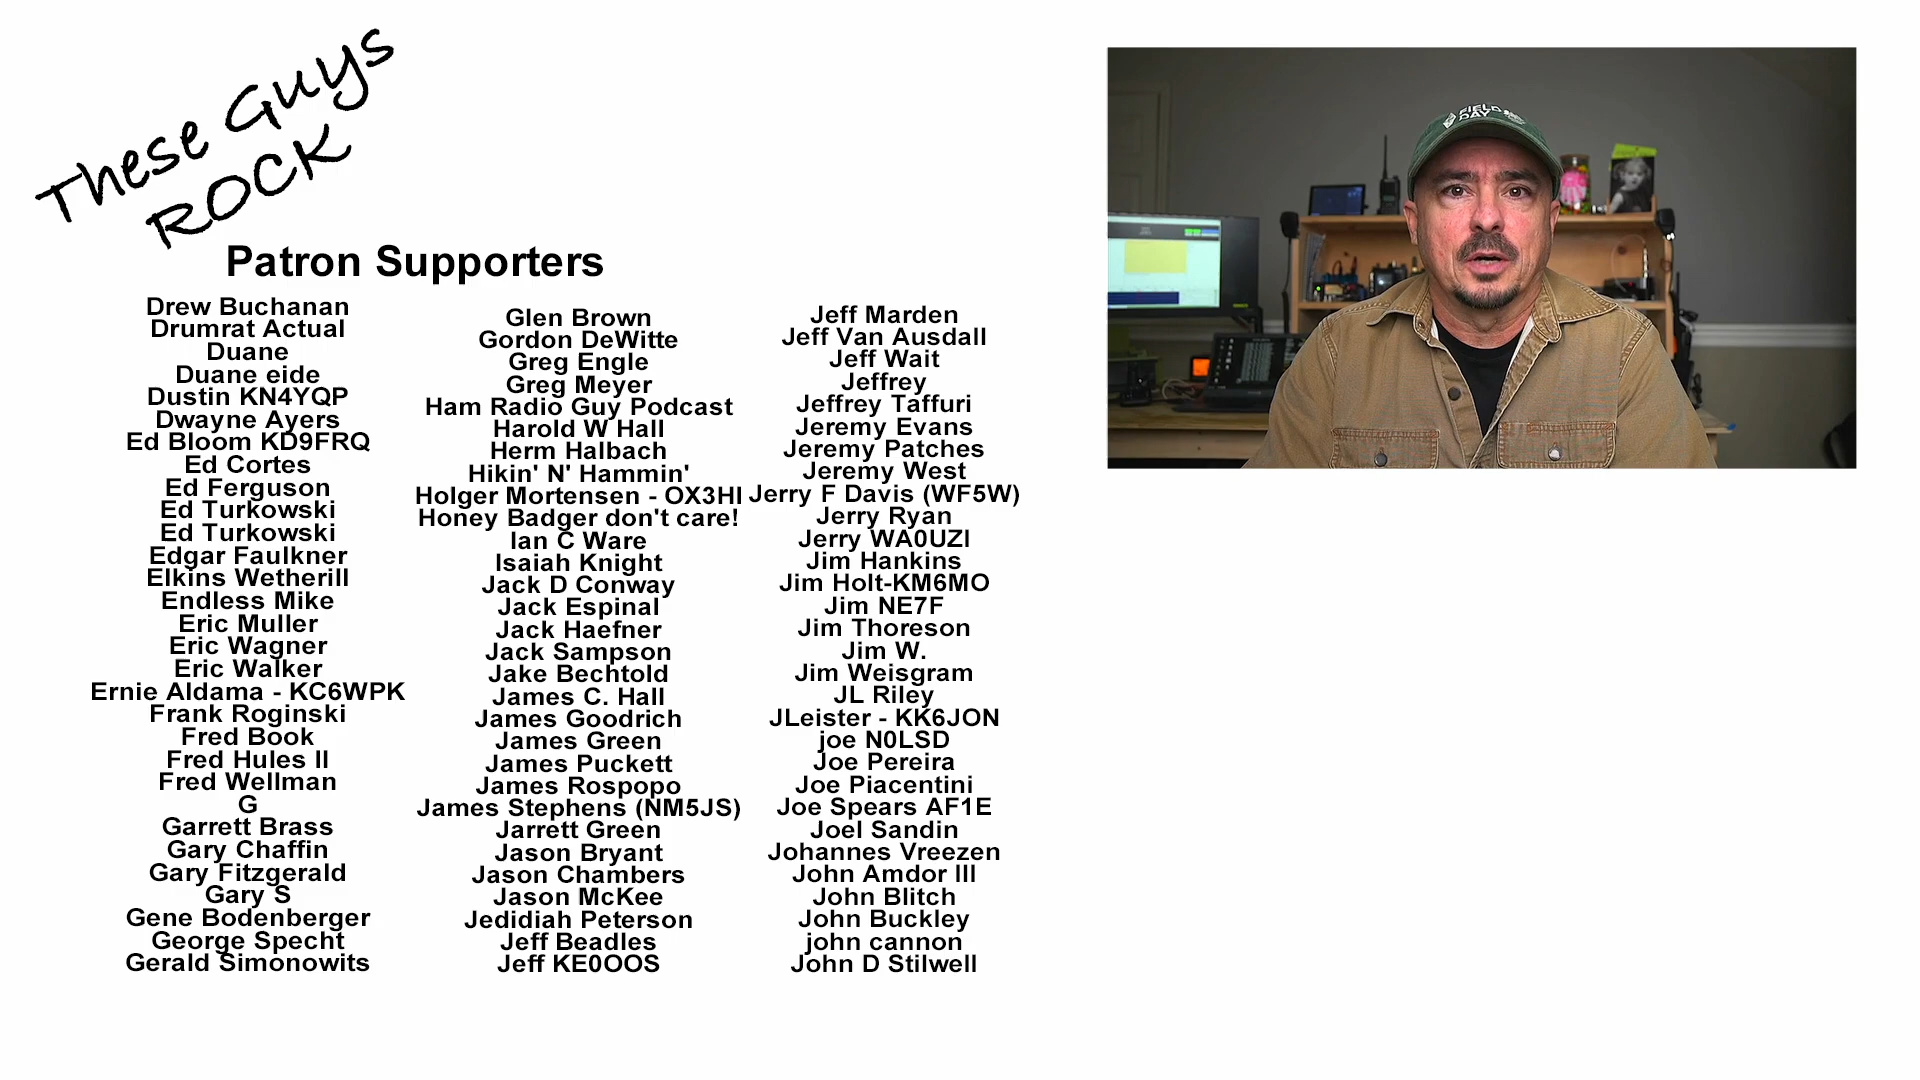 These Guys
ROCK
Patron Supporters
Drew Buchanan
Drumrat Actual
Duane
Duane eide
Dustin KN4YQP
Dwayne Ayers
Ed Bloom KD9FRQ
Ed Cortes
Ed Ferguson
Ed Turkowski
Ed Turkowski
Edgar Faulkner
Elkins Wetherill
Endless Mike
Eric Muller
Eric Wagner
Eric Walker
Ernie Aldama - KC6WPK
Frank Roginski
Fred Book
Fred Hules II
Fred Wellman
G
Garrett Brass
Gary Chaffin
Gary Fitzgerald
Gary S
Gene Bodenberger
George Specht
Gerald Simonowits
Glen Brown
Gordon DeWitte
Greg Engle
Greg Meyer
Ham Radio Guy Podcast
Harold W Hall
Herm Halbach
Hikin' N' Hammin'
Holger Mortensen - OX3HI
Honey Badger don't care!
Ian C Ware
Isaiah Knight
Jack D Conway
Jack Espinal
Jack Haefner
Jack Sampson
Jake Bechtold
James C. Hall
James Goodrich
James Green
James Puckett
James Rospopo
James Stephens (NM5JS)
Jarrett Green
Jason Bryant
Jason Chambers
Jason McKee
Jedidiah Peterson
Jeff Beadles
Jeff KE0OOS
Jeff Marden
Jeff Van Ausdall
Jeff Wait
Jeffrey
Jeffrey Taffuri
Jeremy Evans
Jeremy Patches
Jeremy West
Jerry F Davis (WF5W)
Jerry Ryan
Jerry WA0UZI
Jim Hankins
Jim Holt-KM6MO
Jim NE7F
Jim Thoreson
Jim W.
Jim Weisgram
JL Riley
JLeister - KK6JON
joe N0LSD
Joe Pereira
Joe Piacentini
Joe Spears AF1E
Joel Sandin
Johannes Vreezen
John Amdor III
John Blitch
John Buckley
john cannon
John D Stilwell
FIELD
DAY